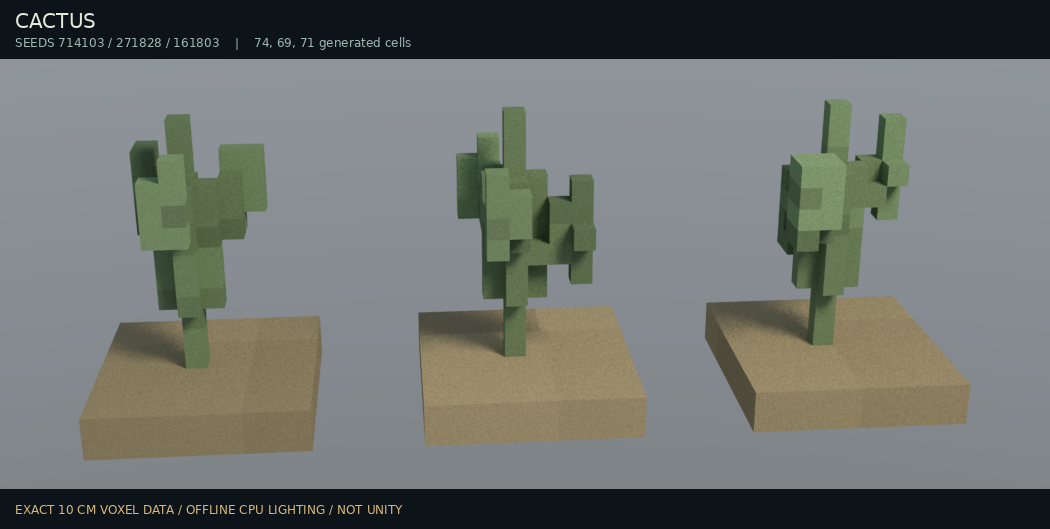 CACTUS
SEEDS 714103 / 271828 / 161803 | 74, 69, 71 generated cells
EXACT 10 CM VOXEL DATA / OFFLINE CPU LIGHTING / NOT UNITY